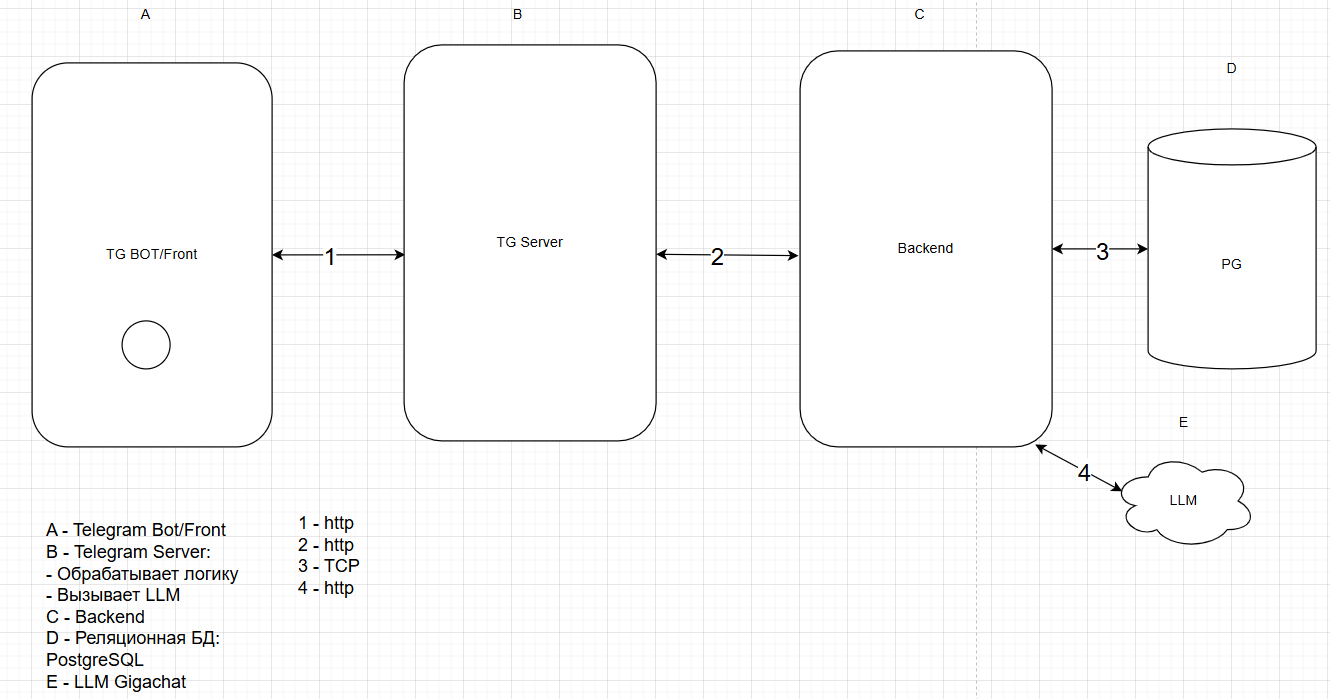 A
B
C
D
TG BOT/Front
1
TG Server
2
Backend
3
PG
E
4
LLM
A - Telegram Bot/Front
B - Telegram Server:
- Обрабатывает логику
- Вызывает LLM
C - Backend
D - Реляционная БД:
PostgreSQL
E - LLM Gigachat
1 - http
2 - http
3 - TCP
4 - http